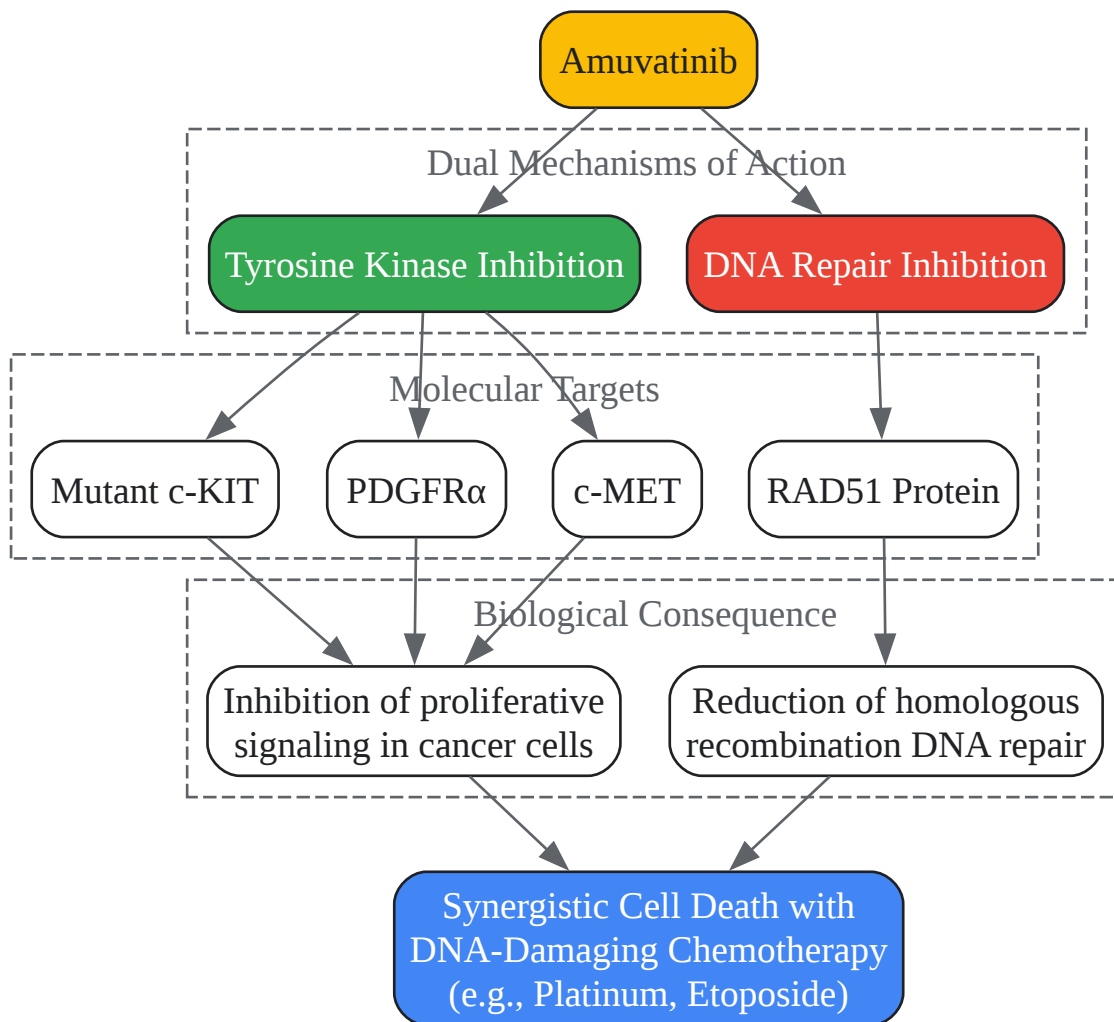 Amuvatinib
Dual Mechanisms of Action
Tyrosine Kinase Inhibition
DNA Repair Inhibition
Molecular Targets
Mutant c-KIT
PDGFRα
c-MET
RAD51 Protein
Biological Consequence
Inhibition of proliferative
signaling in cancer cells
Reduction of homologous
recombination DNA repair
Synergistic Cell Death with
DNA-Damaging Chemotherapy
(e.g., Platinum, Etoposide)